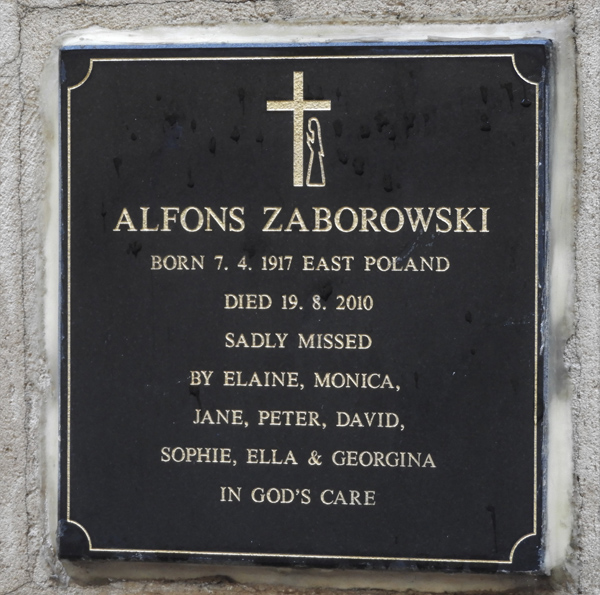 ALFONS ZABOROWSKI
BORN 7. 4. 1917 EAST POLAND
DIED 19. 8. 2010
SADLY MISSED
BY ELAINE, MONICA,
JANE, PETER, DAVID,
SOPHIE, ELLA & GEORGINA
IN GOD'S CARE